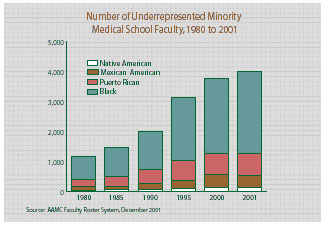 Number of Underrepresented Minority
Medical School Faculty, 1980 to 2001
5,000
4,000
3,000
2,000
1,000
0
Native American
Mexican American
Puerto Rican
Black
1980
1985
1990
1995
2000
2001
Source: AAMC Faculty Roster System, December 2001